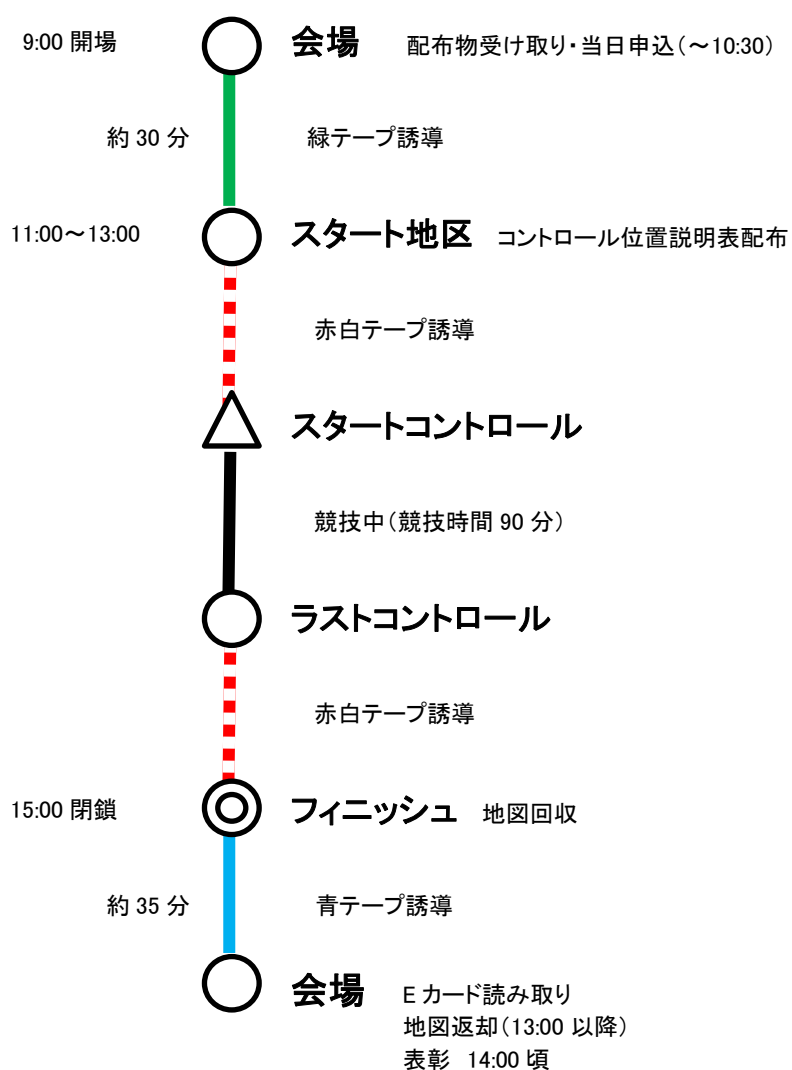 9:00 開場 会場 配布物受け取り・当日申込(～10:30)
約 30 分 緑テープ誘導
11:00～13:00 スタート地区 コントロール位置説明表配布
赤白テープ誘導
スタートコントロール
競技中(競技時間 90 分)
ラストコントロール
赤白テープ誘導
15:00 閉鎖 フィニッシュ 地図回収
約 35 分 青テープ誘導
会場 E カード読み取り
地図返却(13:00 以降)
表彰 14:00 頃